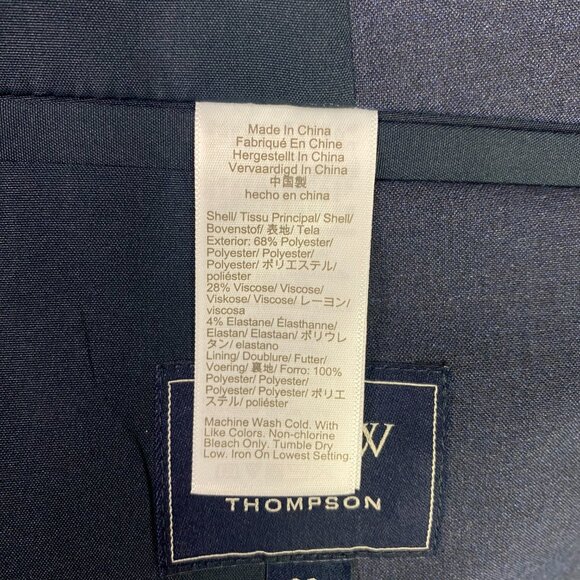 Made In China
Fabriqué En Chine
Hergestellt In China
Vervaardigd In China
中国製
hecho en china
Shell/ Tissu Principal/ Shell/
Bovenstof/ 表地/ Tela
Exterior: 68% Polyester/
Polyester/ Polyester/
Polyester/ ポリエステル/
poliéster
28% Viscose/ Viscose/
Viskose/ Viscose/ レーヨン/
viscosa
4% Elastane/ Élasthanne/
Elastan/ Elastaan/ ポリウレ
タン/ elastano
Lining/ Doublure/ Futter/
Voering/ 裏地/ Forro: 100%
Polyester/ Polyester/
Polyester/ Polyester/ ポリエ
ステル/ poliéster
Machine Wash Cold. With
Like Colors. Non-chlorine
Bleach Only. Tumble Dry
Low. Iron On Lowest Setting.
W
THOMPSON